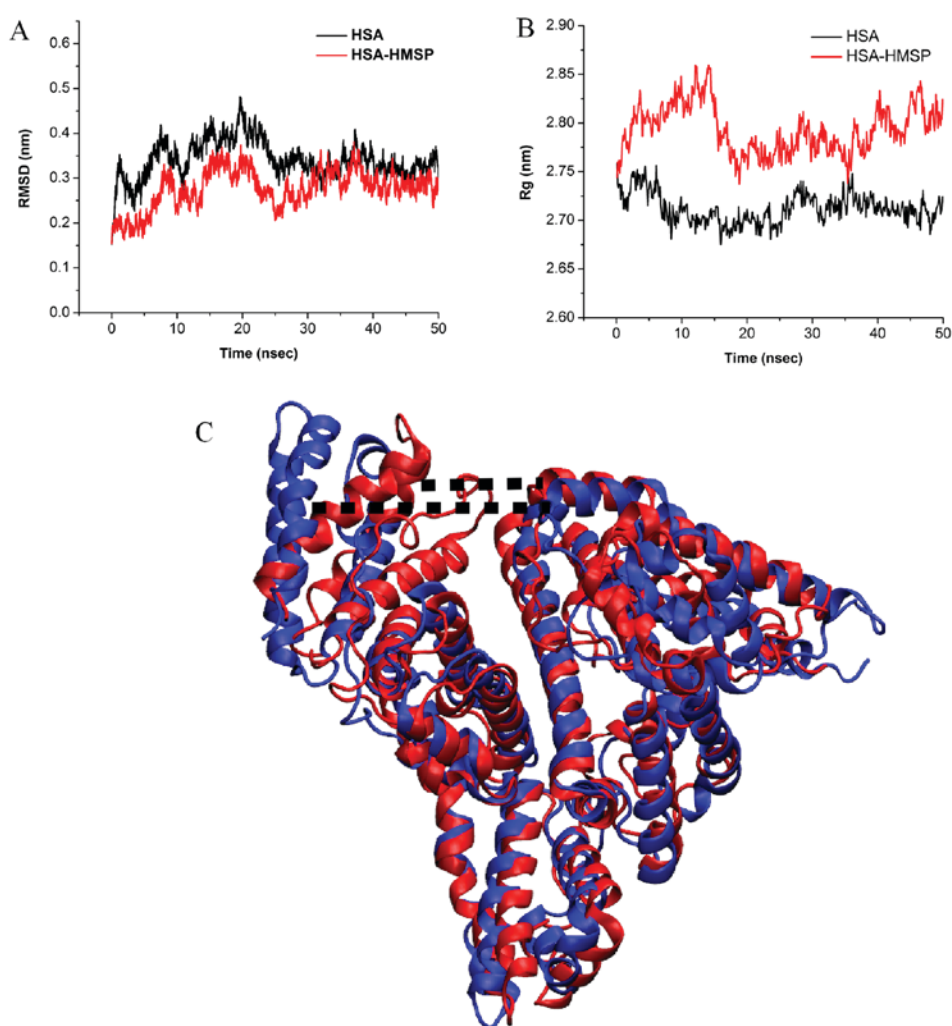 A
HSA
HSA-HMSP
0.6
0.5
0.4
0.3
0.2
0.1
0.0
RMSD (nm)
0 10 20 30 40 50
Time (nsec)
B
HSA
HSA-HMSP
2.90
2.85
2.80
2.75
2.70
2.65
2.60
Rg (nm)
0 10 20 30 40 50
Time (nsec)
C